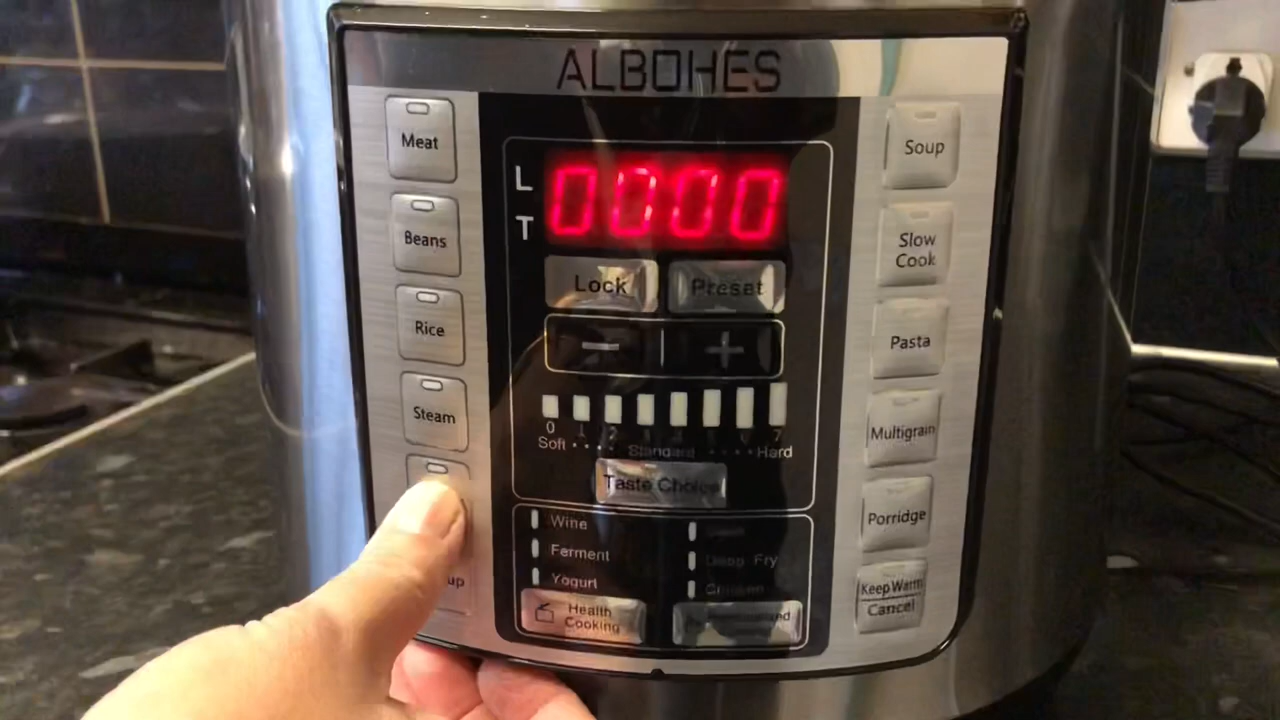 ALBOHES
Meat
Beans
Rice
Steam
up
L
T
0000
Lock
Preset
− +
0 1 2 3 4 5 6 7
Soft · · · · Standard · · · · Hard
Taste Choice
Wine
Ferment
Yogurt
Health
Cooking
Deep Fry
Soup
Slow
Cook
Pasta
Multigrain
Porridge
Keep Warm
Cancel